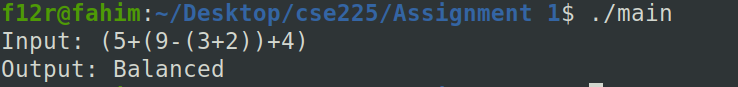 f12r@fahim:~/Desktop/cse225/Assignment 1$ ./main
Input: (5+(9-(3+2))+4)
Output: Balanced